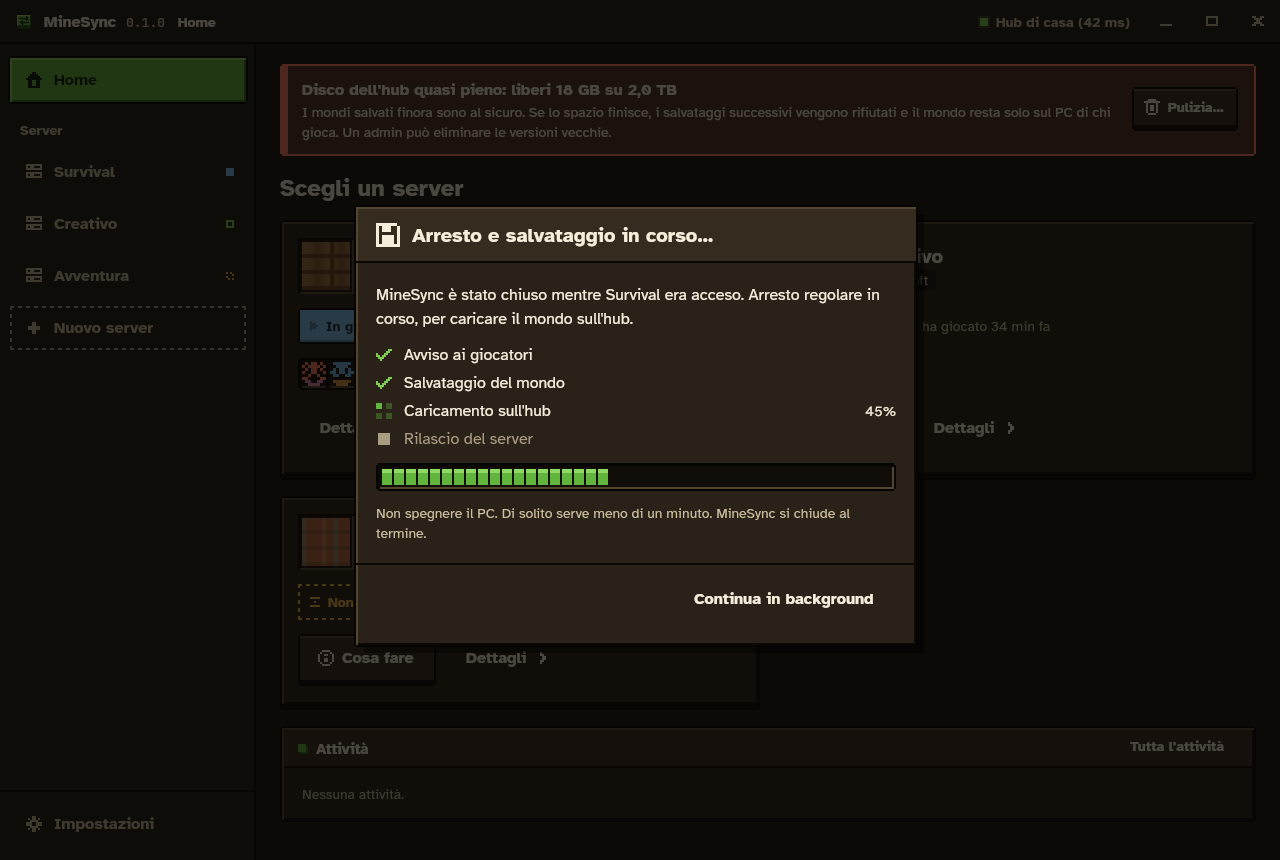 MineSync 0.1.0 Home
Hub di casa (42 ms)
Home
Server
Survival
Creativo
Avventura
Nuovo server
Impostazioni
Disco dell'hub quasi pieno: liberi 18 GB su 2,0 TB
I mondi salvati finora sono al sicuro. Se lo spazio finisce, i salvataggi successivi vengono rifiutati e il mondo resta solo sul PC di chi
gioca. Un admin può eliminare le versioni vecchie.
Pulizia...
Scegli un server
ha giocato 34 min fa
Dettagli
Arresto e salvataggio in corso...
MineSync è stato chiuso mentre Survival era acceso. Arresto regolare in
corso, per caricare il mondo sull'hub.
Avviso ai giocatori
Salvataggio del mondo
Caricamento sull'hub 45%
Rilascio del server
Non spegnere il PC. Di solito serve meno di un minuto. MineSync si chiude al
termine.
Continua in background
Non
Cosa fare
Dettagli
Attività
Tutta l'attività
Nessuna attività.